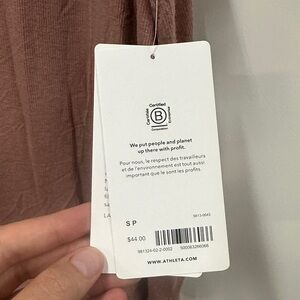 Certified
B
Corporation
We put people and planet
up there with profit.
Pour nous, le respect des travailleurs
et de l'environnement est tout aussi
important que le sont les profits.
S P
$44.00
WWW.ATHLETA.COM